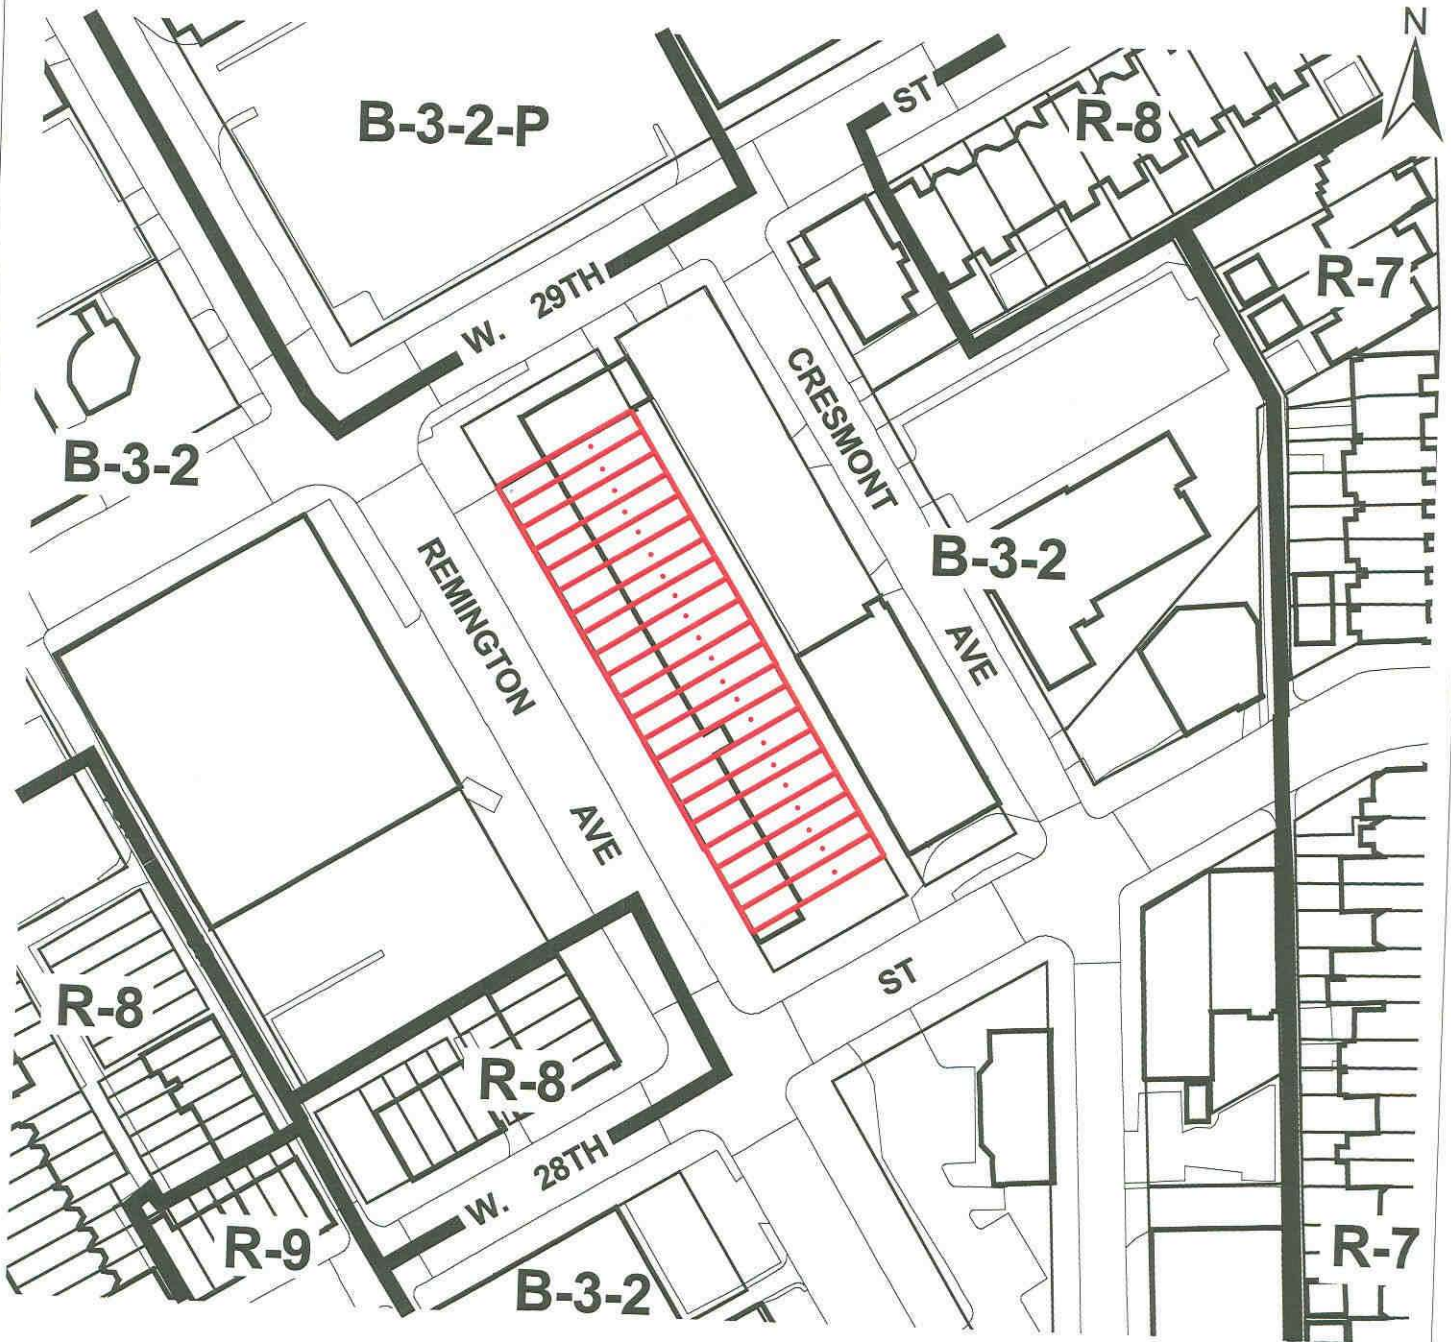 N
B-3-2-P
ST
R-8
R-7
W. 29TH
CRESMONT
B-3-2
B-3-2
REMINGTON
AVE
AVE
ST
R-8
R-8
W. 28TH
R-9
B-3-2
R-7